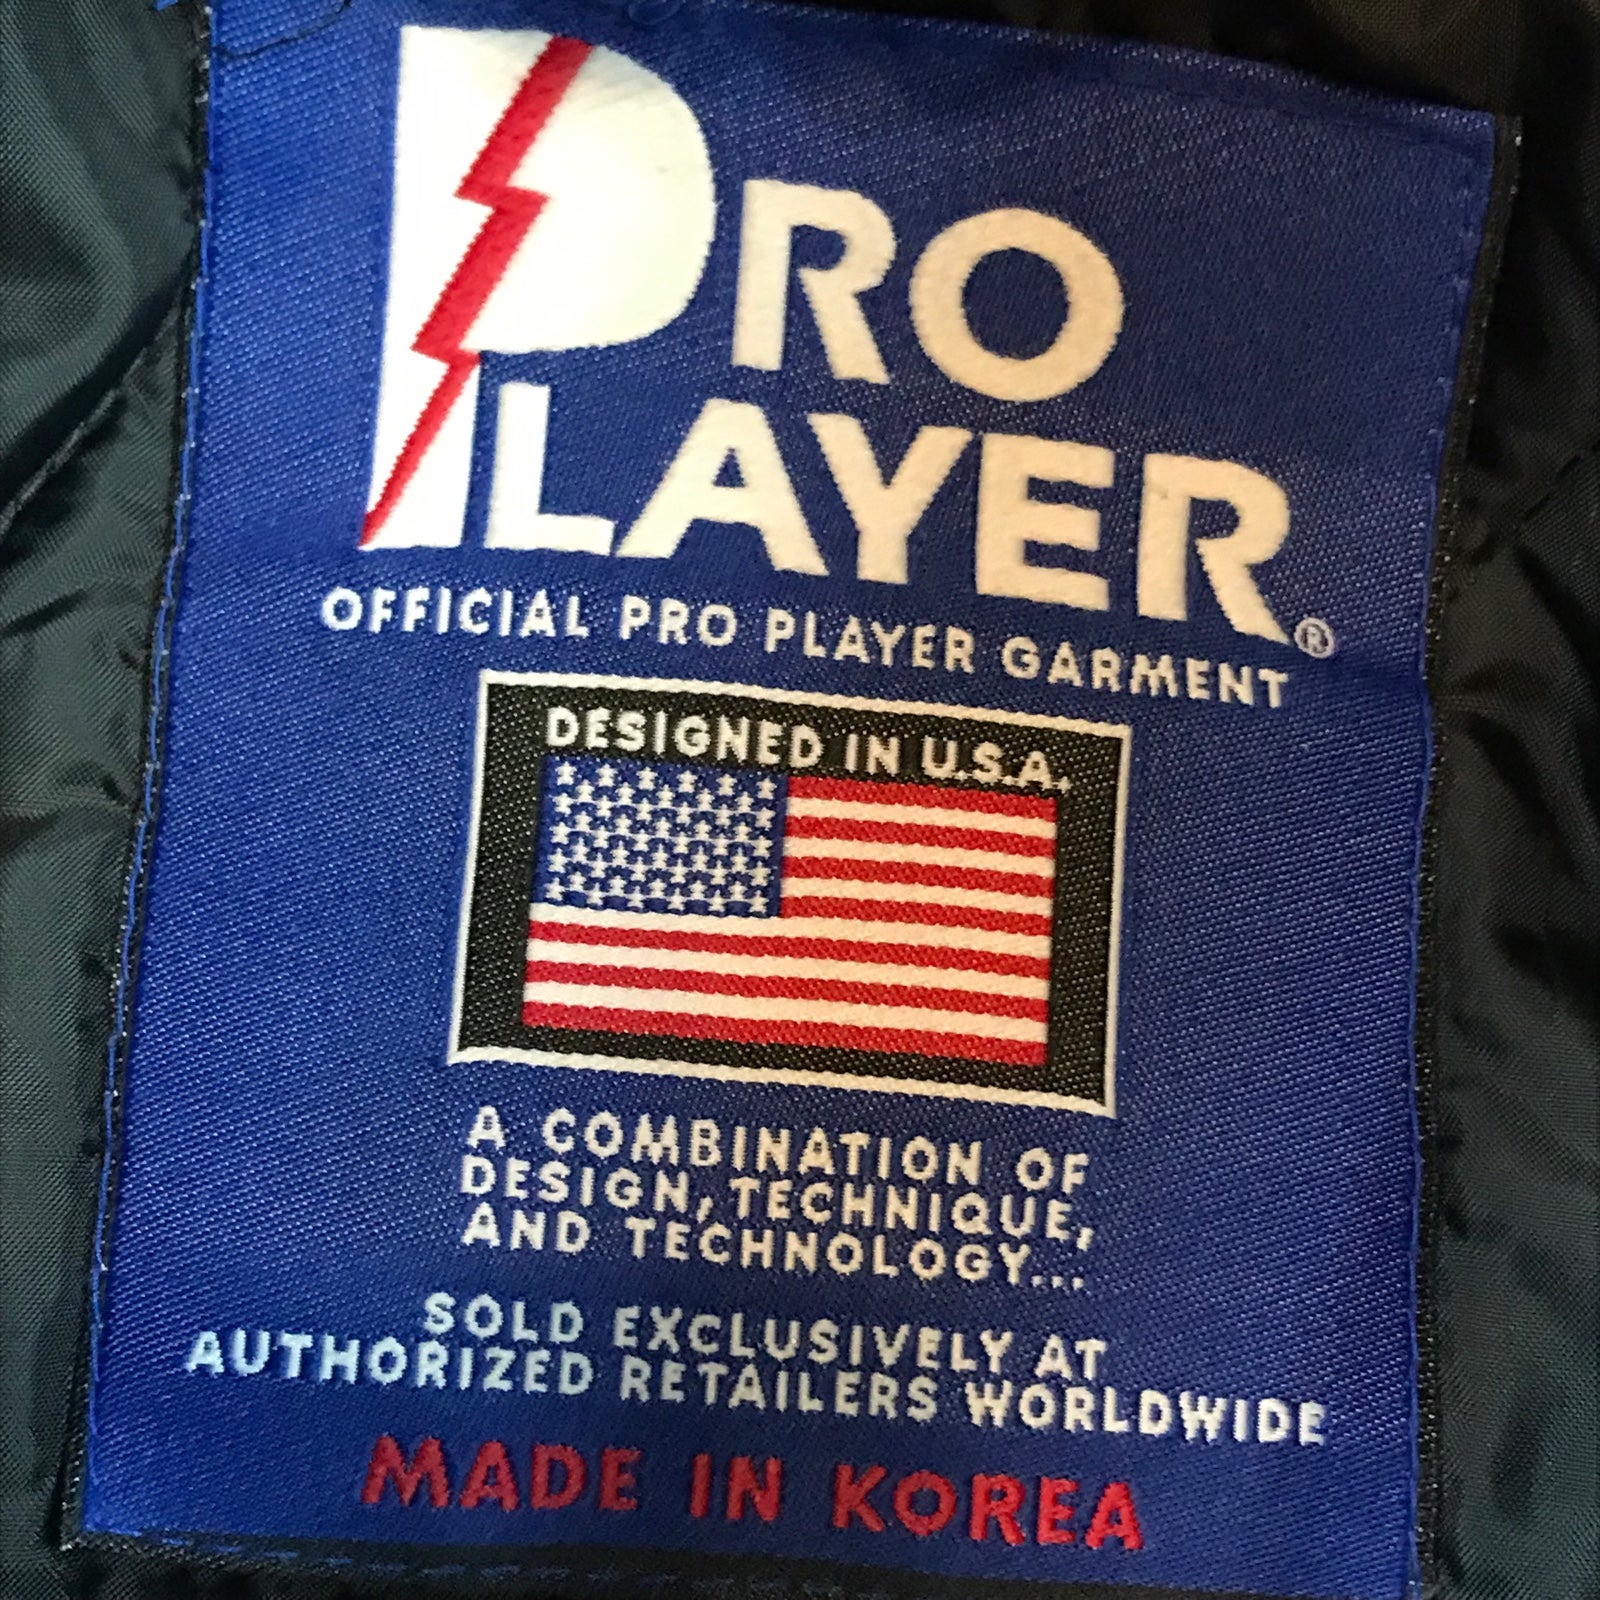 PRO
PLAYER®
OFFICIAL PRO PLAYER GARMENT
DESIGNED IN U.S.A.
A COMBINATION OF
DESIGN, TECHNIQUE,
AND TECHNOLOGY...
SOLD EXCLUSIVELY AT
AUTHORIZED RETAILERS WORLDWIDE
MADE IN KOREA